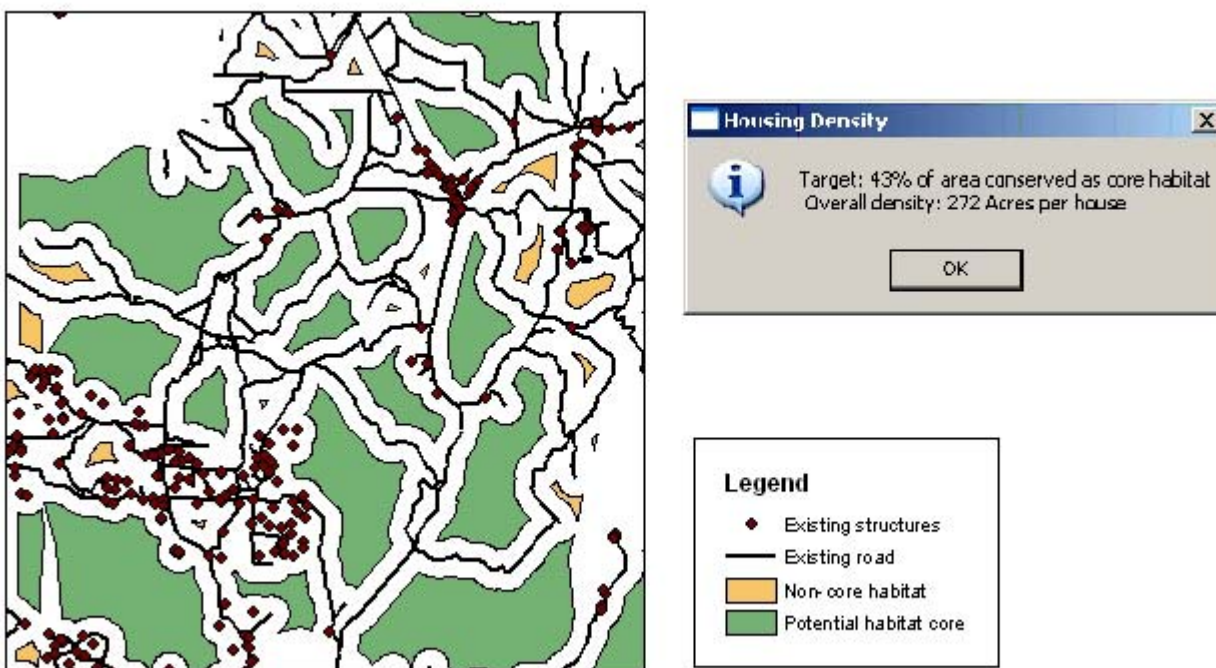 Housing Density
X
Target: 43% of area conserved as core habitat
Overall density: 272 Acres per house
OK
Legend
Existing structures
Existing road
Non-core habitat
Potential habitat core